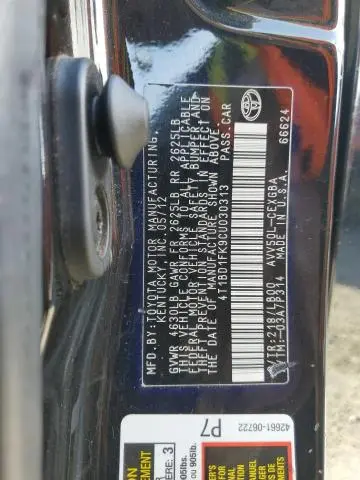 MFD. BY:TOYOTA MOTOR MANUFACTURING,
KENTUCKY, INC. 05/12
GVWR 4630LB GAWR FR 2625LB RR 2625LB
THIS VEHICLE CONFORMS TO ALL APPLICABLE
FEDERAL MOTOR VEHICLE SAFETY, BUMPER, AND
THEFT PREVENTION STANDARDS IN EFFECT ON
THE DATE OF MANUFACTURE SHOWN ABOVE.
4T1BD1FK9CU030313 PASS.CAR
C/TR:218/LB00 AVV50L-CEXGBA
A/TM:-03A/P314 MADE IN U.S.A. 68624
42661-06722
P7